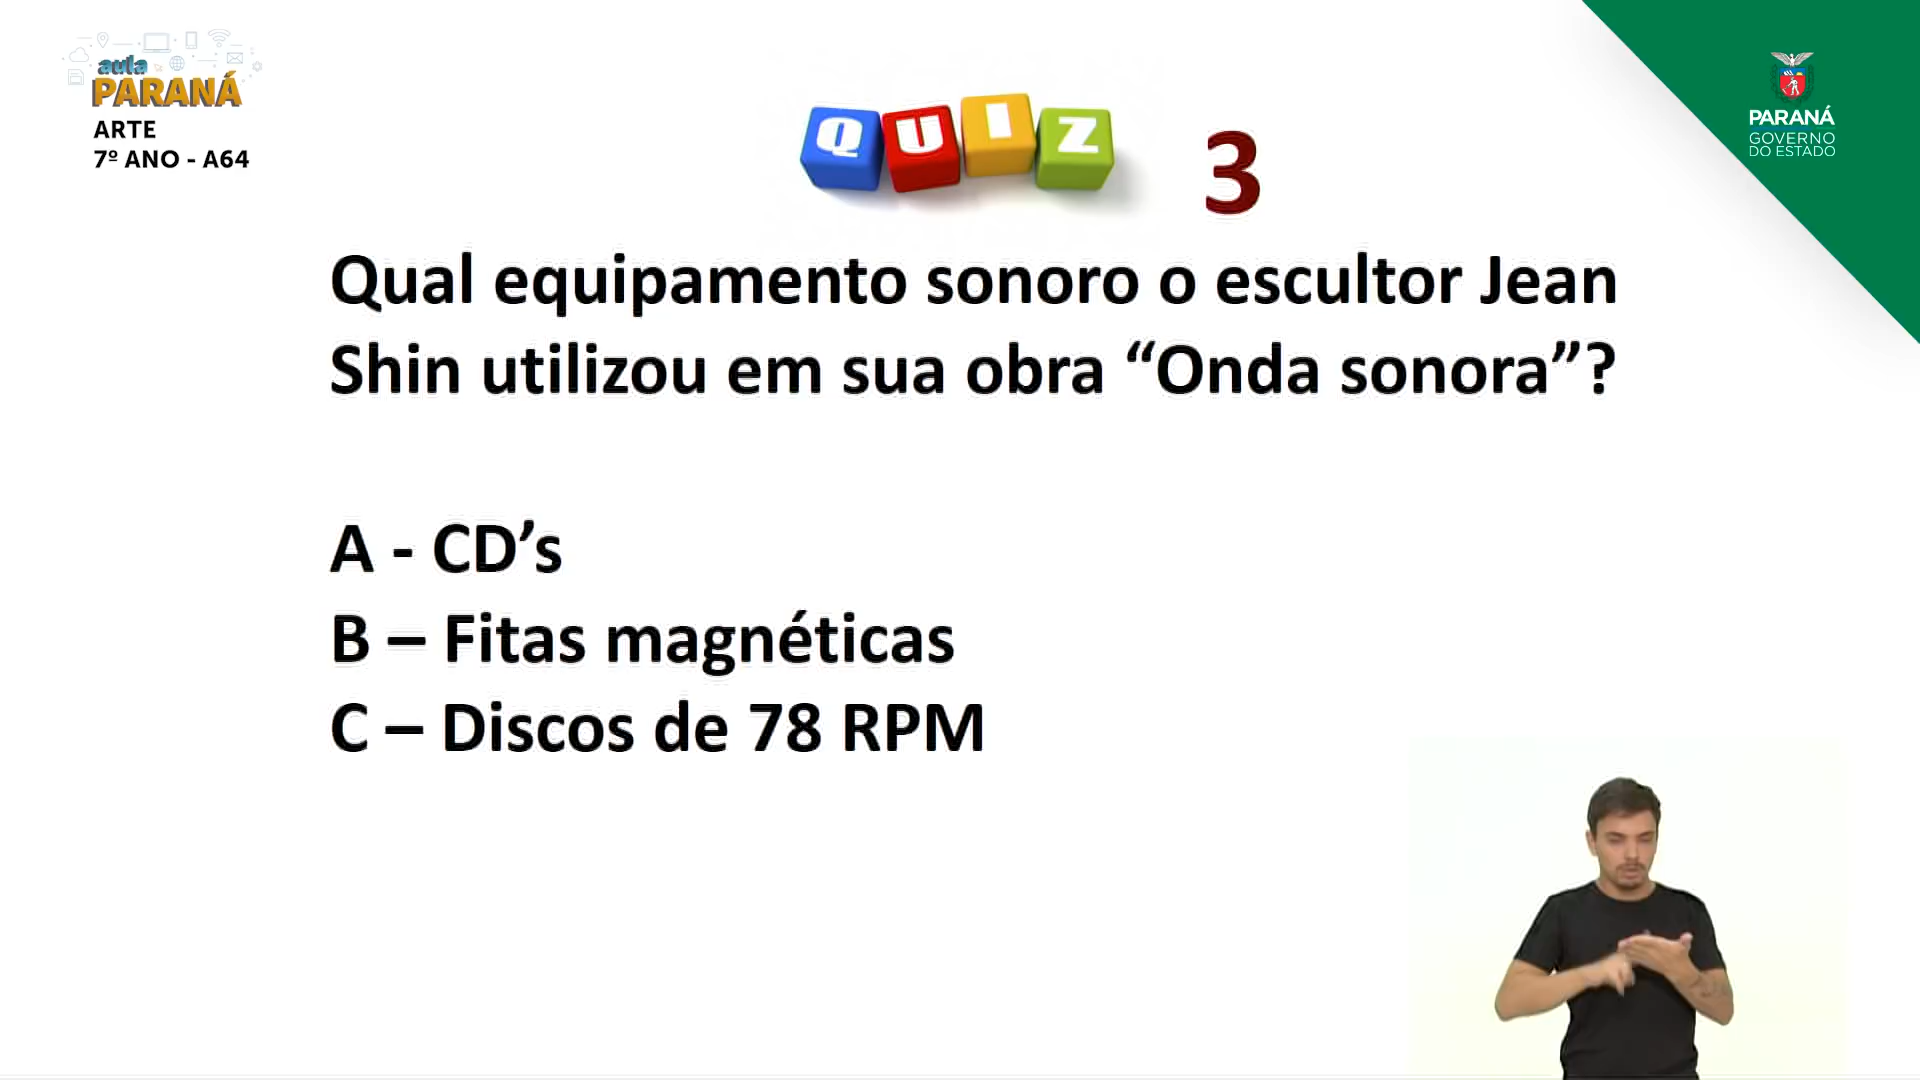 aula
PARANÁ
ARTE
7º ANO - A64
QUIZ 3
PARANÁ
GOVERNO
DO ESTADO
Qual equipamento sonoro o escultor Jean
Shin utilizou em sua obra “Onda sonora”?
A - CD’s
B – Fitas magnéticas
C – Discos de 78 RPM